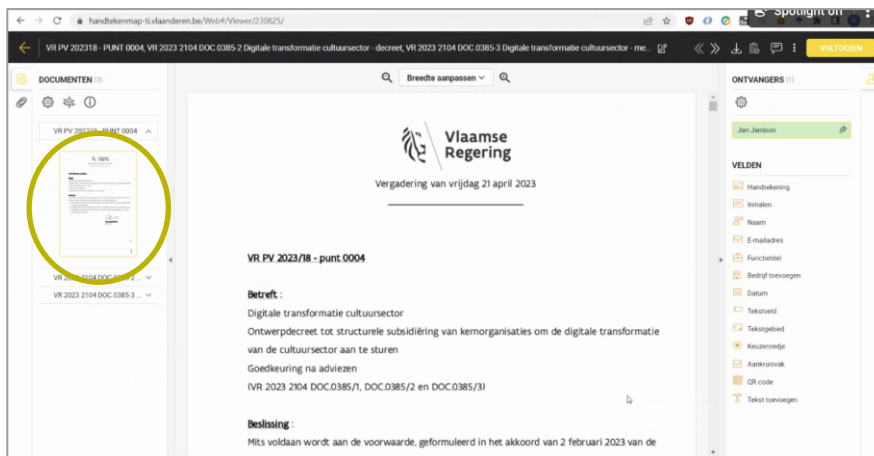 handtekenmap-ti.vlaanderen.be/Web#/Viewer/230825/
Spotlight on
VR PV 202318 - PUNT 0004, VR 2023 2104 DOC.0385-2 Digitale transformatie cultuursector - decreet, VR 2023 2104 DOC.0385-3 Digitale transformatie cultuursector - me...
VOLTOOIEN
DOCUMENTEN (3)
VR PV 202318 - PUNT 0004
VR 2023 2104 DOC.0385-2 ...
VR 2023 2104 DOC.0385-3 ...
Breedte aanpassen
Vlaamse
Regering
Vergadering van vrijdag 21 april 2023
VR PV 2023/18 - punt 0004
Betreft :
Digitale transformatie cultuursector
Ontwerpdecreet tot structurele subsidiëring van kernorganisaties om de digitale transformatie
van de cultuursector aan te sturen
Goedkeuring na adviezen
(VR 2023 2104 DOC.0385/1, DOC.0385/2 en DOC.0385/3)
Beslissing :
Mits voldaan wordt aan de voorwaarde, geformuleerd in het akkoord van 2 februari 2023 van de
ONTVANGERS (1)
Jan Jambon
VELDEN
Handtekening
Initialen
Naam
E-mailadres
Functietitel
Bedrijf toevoegen
Datum
Tekstveld
Tekstgebied
Keuzerondje
Aankruisvak
QR code
Tekst toevoegen